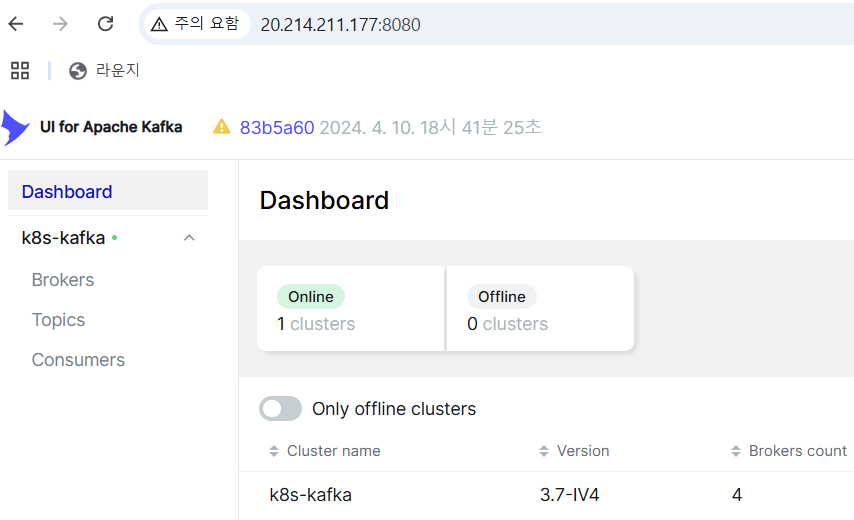 주의 요함 20.214.211.177:8080
라운지
UI for Apache Kafka 83b5a60 2024. 4. 10. 18시 41분 25초
Dashboard
k8s-kafka
Brokers
Topics
Consumers
Dashboard
Online
1 clusters
Offline
0 clusters
Only offline clusters
Cluster name Version Brokers count
k8s-kafka 3.7-IV4 4